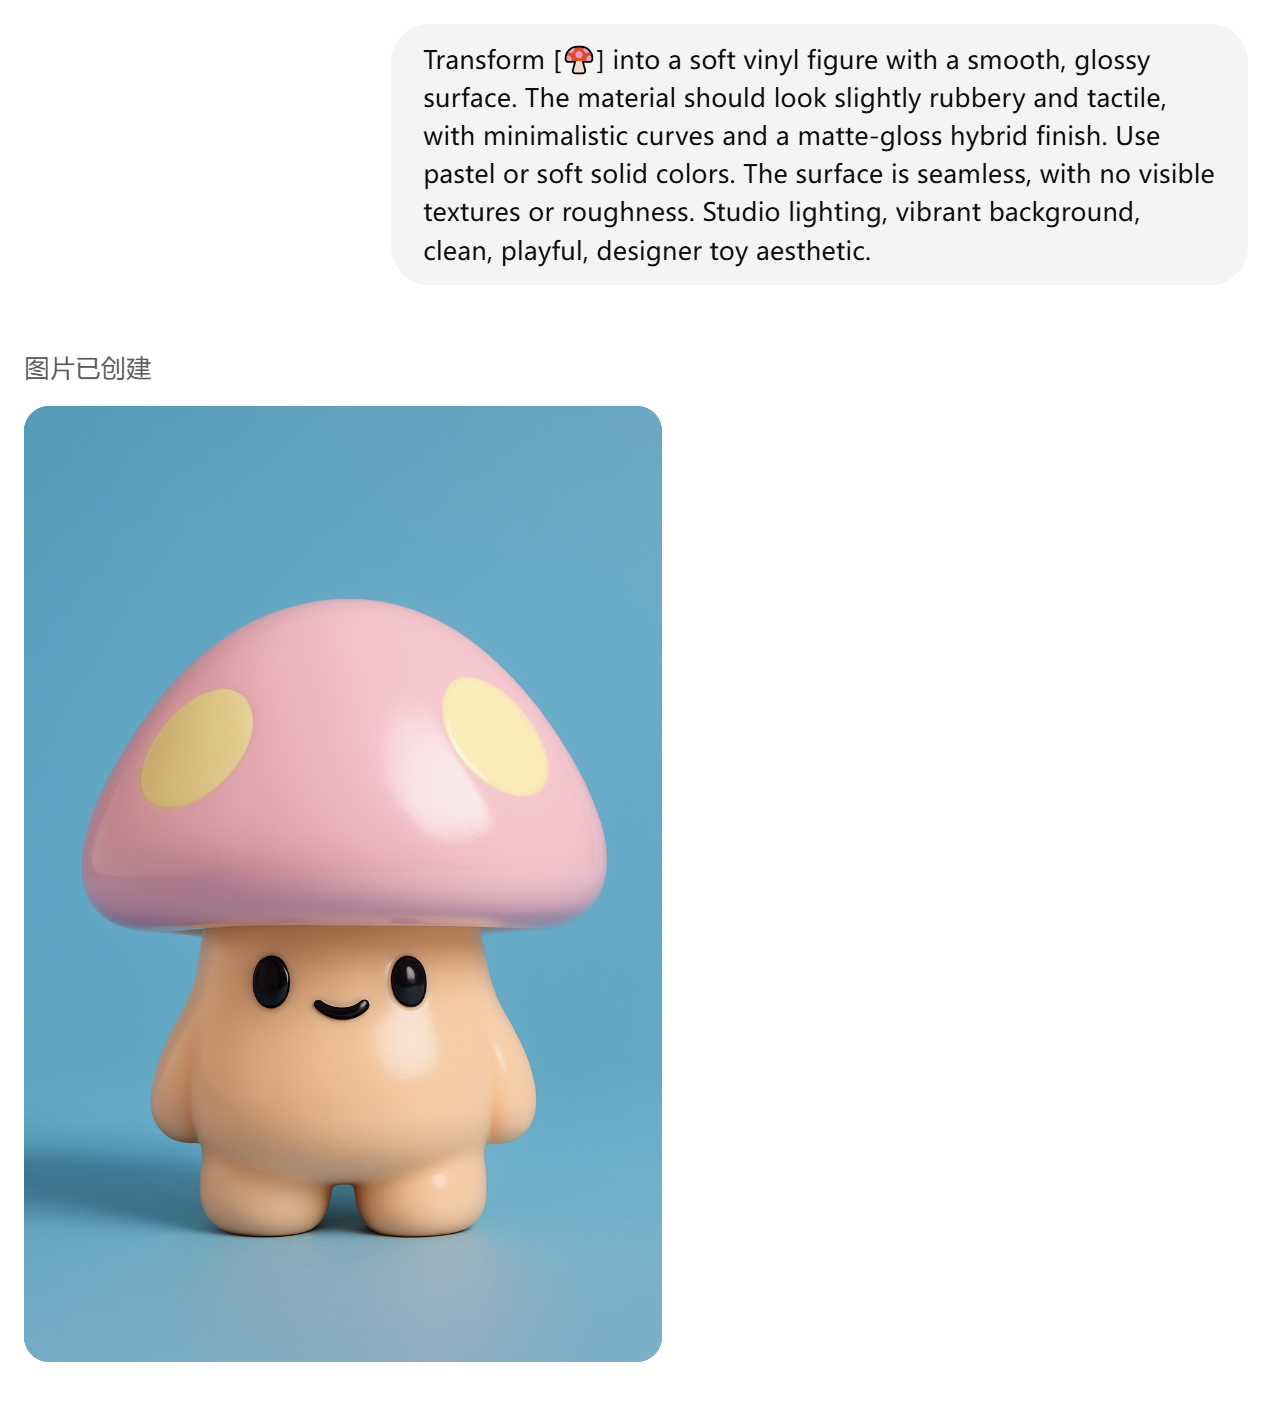 Transform [🍄] into a soft vinyl figure with a smooth, glossy
surface. The material should look slightly rubbery and tactile,
with minimalistic curves and a matte-gloss hybrid finish. Use
pastel or soft solid colors. The surface is seamless, with no visible
textures or roughness. Studio lighting, vibrant background,
clean, playful, designer toy aesthetic.
图片已创建